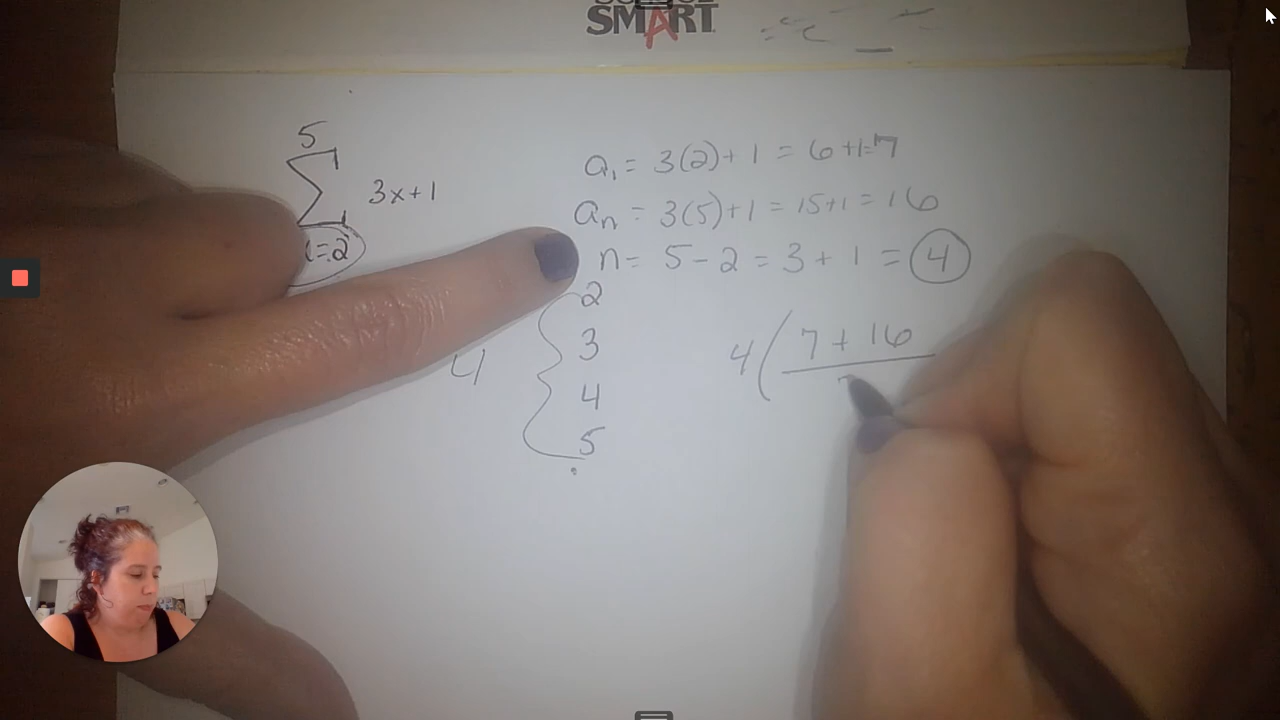 SMART
5
Σ 3x+1
=2
a₁ = 3(2)+1 = 6+1=7
aₙ = 3(5)+1 = 15+1 = 16
n = 5-2 = 3+1 = 4
2
3
4
4
5
4(7+16